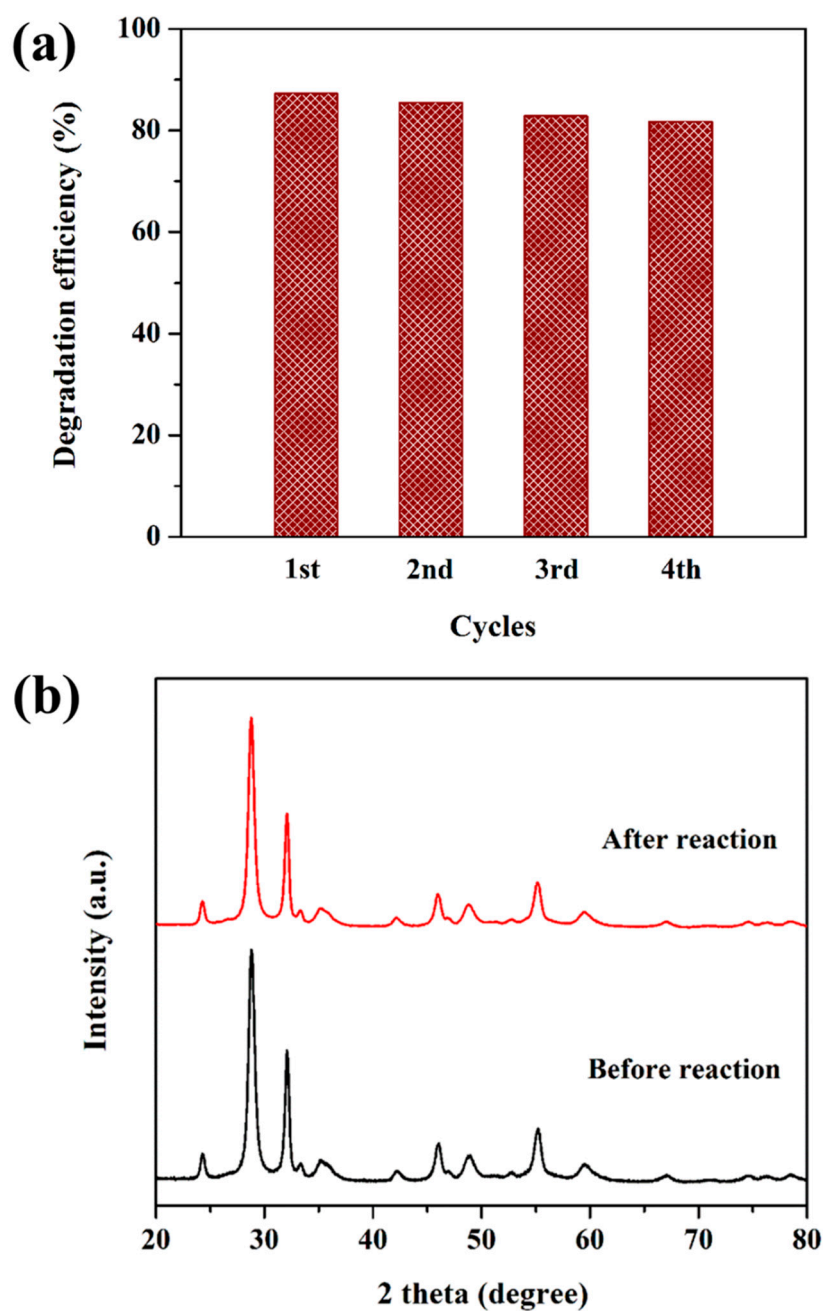 (a)
Degradation efficiency (%)
100
80
60
40
20
0
1st 2nd 3rd 4th
Cycles
(b)
Intensity (a.u.)
After reaction
Before reaction
20 30 40 50 60 70 80
2 theta (degree)